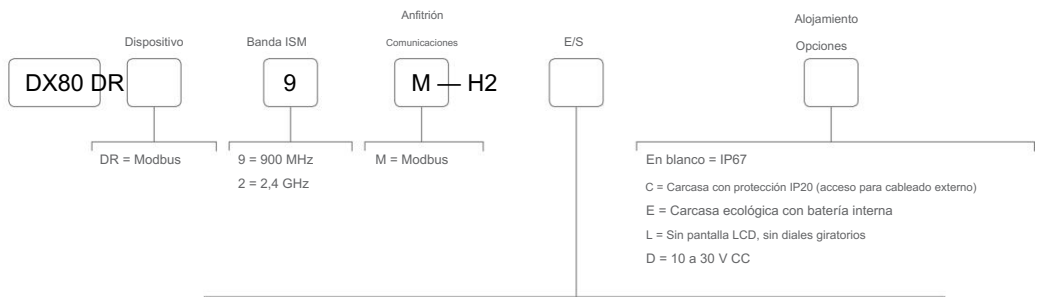 Anfitrión
Alojamiento
Dispositivo
Banda ISM
Comunicaciones
E/S
Opciones
DX80 DR
9
M — H2
DR = Modbus
9 = 900 MHz
2 = 2,4 GHz
M = Modbus
En blanco = IP67
C = Carcasa con protección IP20 (acceso para cableado externo)
E = Carcasa ecológica con batería interna
L = Sin pantalla LCD, sin diales giratorios
D = 10 a 30 V CC